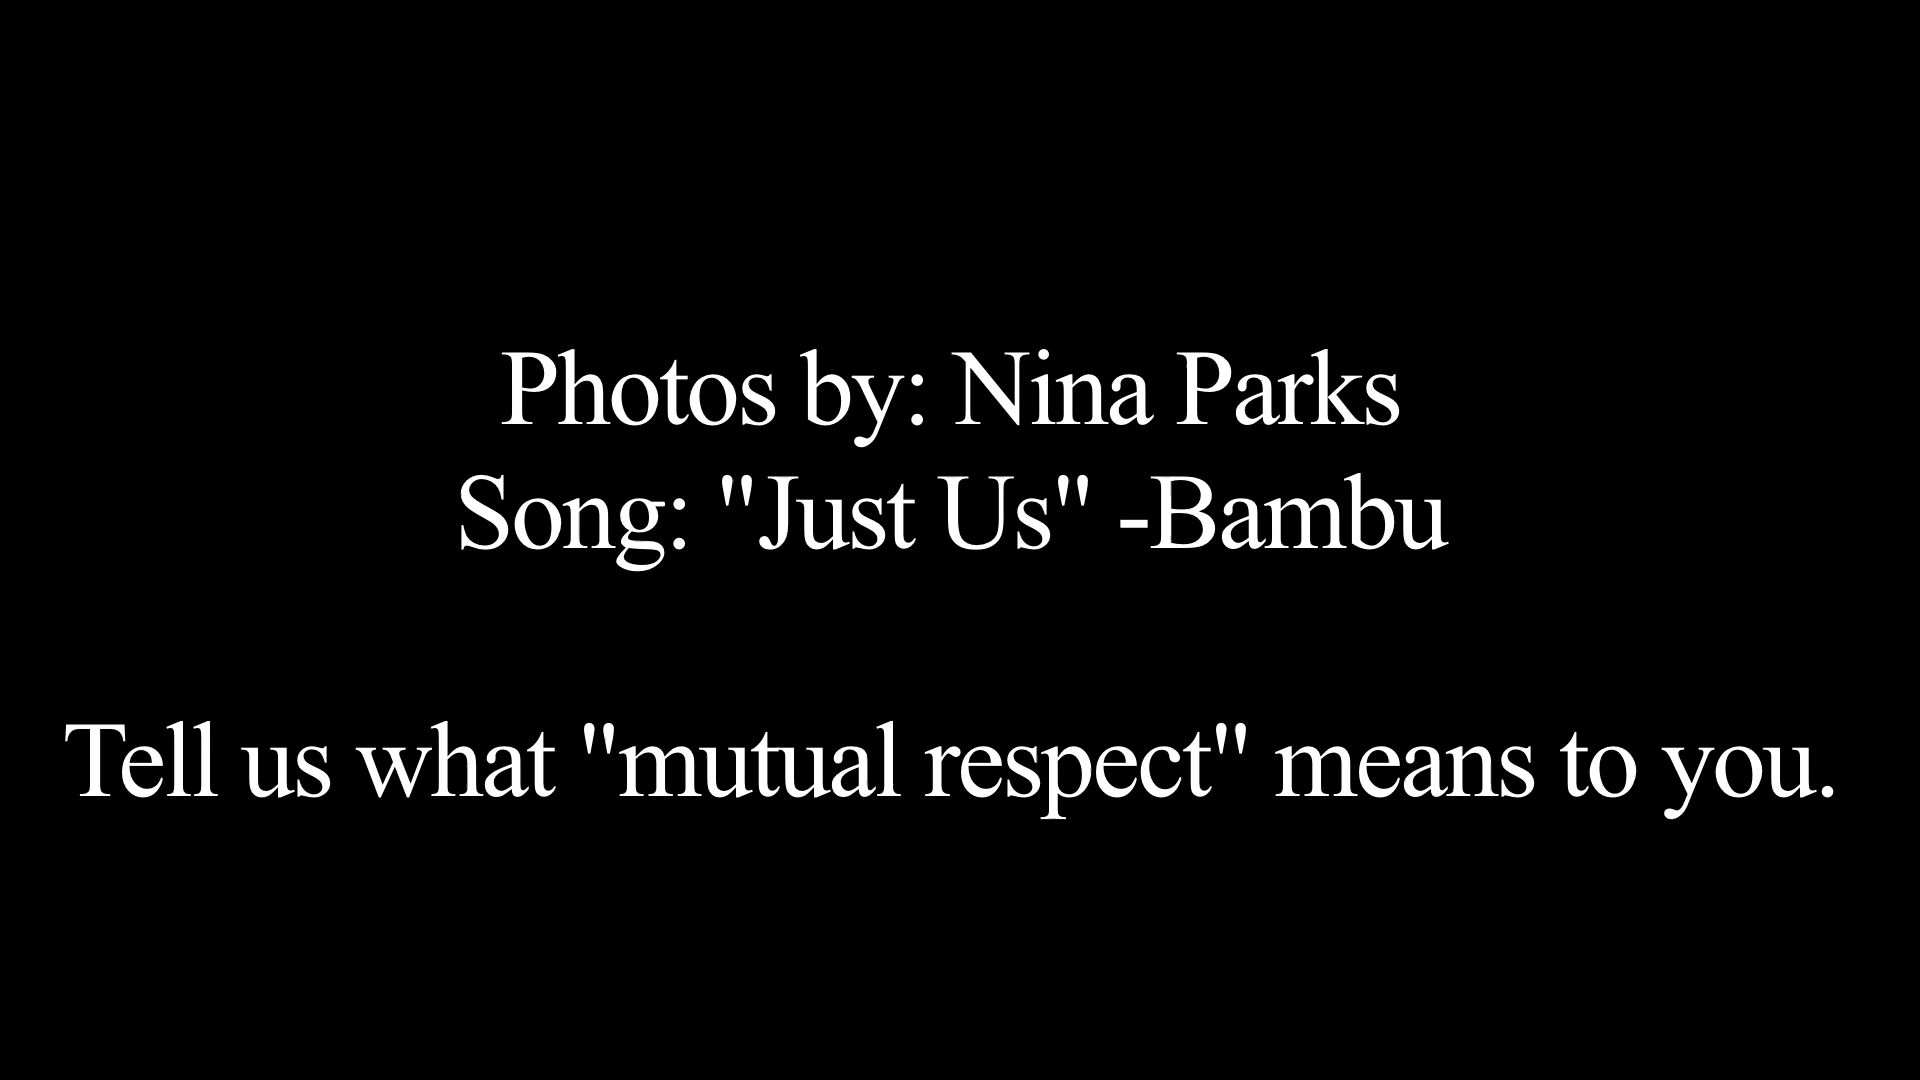 Photos by: Nina Parks
Song: "Just Us" -Bambu
Tell us what "mutual respect" means to you.